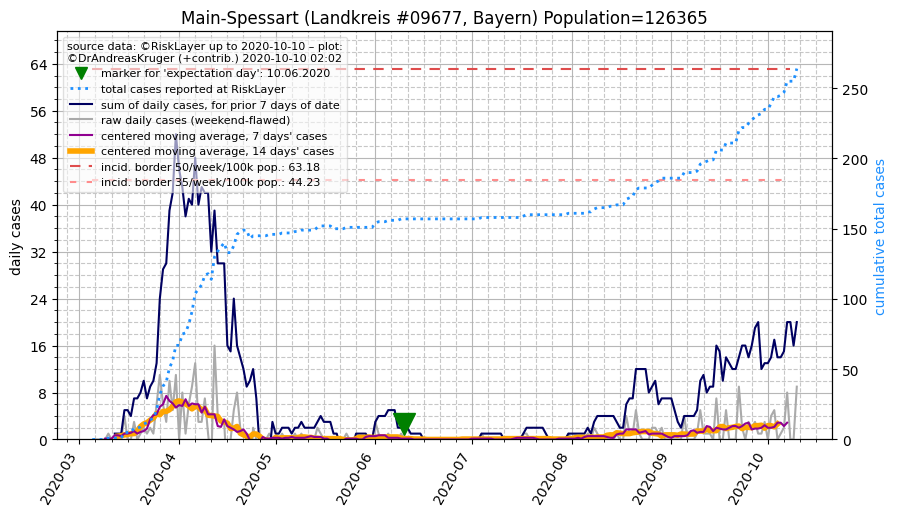 Main-Spessart (Landkreis #09677, Bayern) Population=126365
source data: ©RiskLayer up to 2020-10-10 – plot:
©DrAndreasKruger (+contrib.) 2020-10-10 02:02
marker for 'expectation day': 10.06.2020
total cases reported at RiskLayer
sum of daily cases, for prior 7 days of date
raw daily cases (weekend-flawed)
centered moving average, 7 days' cases
centered moving average, 14 days' cases
incid. border 50/week/100k pop.: 63.18
incid. border 35/week/100k pop.: 44.23
daily cases
64
56
48
40
32
24
16
8
0
cumulative total cases
250
200
150
100
50
0
2020-03
2020-04
2020-05
2020-06
2020-07
2020-08
2020-09
2020-10